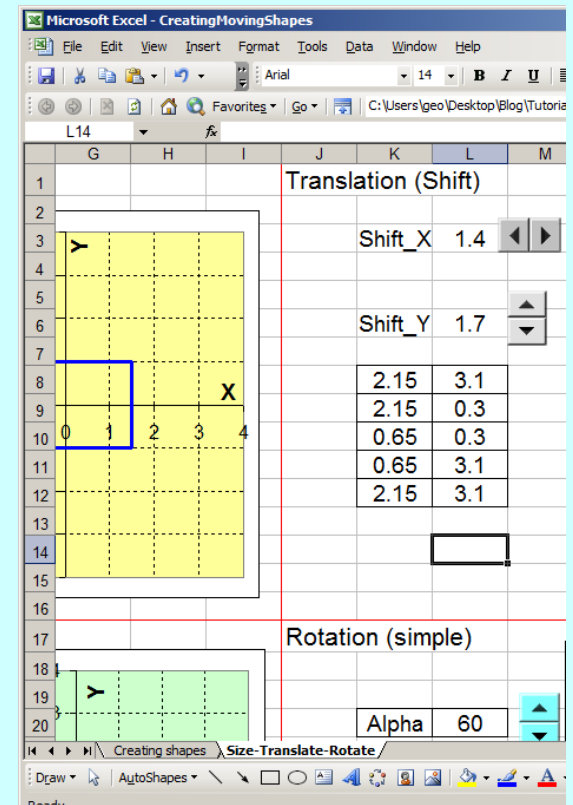 Microsoft Excel - CreatingMovingShapes
File Edit View Insert Format Tools Data Window Help
Arial 14 B I U
Favorites Go C:\Users\geo\Desktop\Blog\Tutoria
L14 fx
G H I J K L M
1 Translation (Shift)
2
3 Y Shift_X 1.4
4
5
6 Shift_Y 1.7
7
8 X 2.15 3.1
9 2.15 0.3
10 0 1 2 3 4 0.65 0.3
11 0.65 3.1
12 2.15 3.1
13
14
15
16
17 Rotation (simple)
18 4
19 Y
20 3 Alpha 60
Creating shapes Size-Translate-Rotate
Draw AutoShapes A
Ready